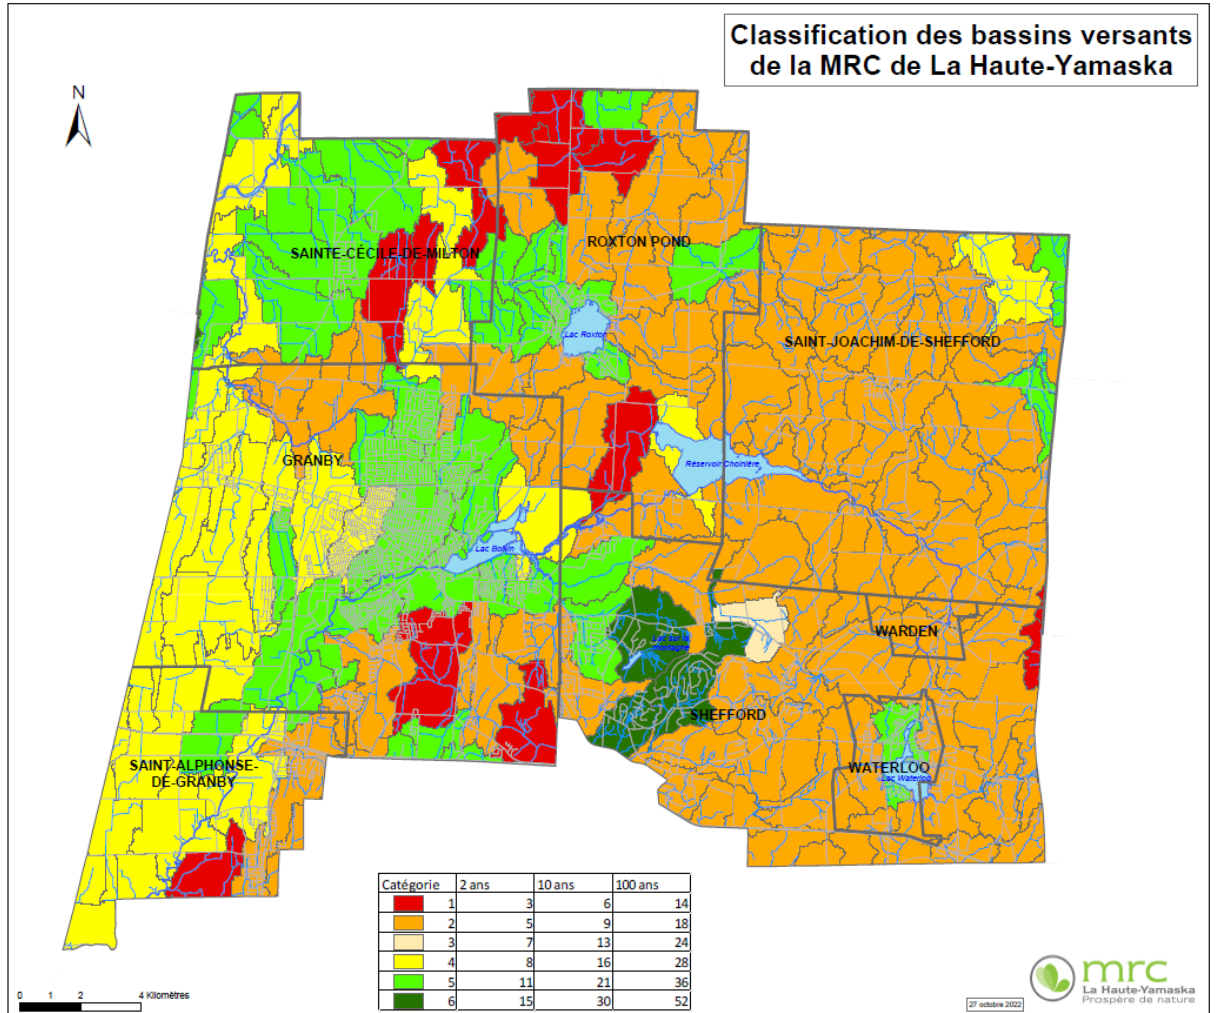 Classification des bassins versants
de la MRC de La Haute-Yamaska
N
SAINTE-CÉCILE-DE-MILTON
ROXTON POND
Lac Roxton
SAINT-JOACHIM-DE-SHEFFORD
GRANBY
Réservoir Choinière
Lac Boivin
WARDEN
Lac sur la
montagne
SHEFFORD
SAINT-ALPHONSE-
DE-GRANBY
WATERLOO
Lac Waterloo
Catégorie 2 ans 10 ans 100 ans
1 3 6 14
2 5 9 18
3 7 13 24
4 8 16 28
5 11 21 36
6 15 30 52
0 1 2 4 Kilomètres
27 octobre 2022
mrc
La Haute-Yamaska
Prospère de nature